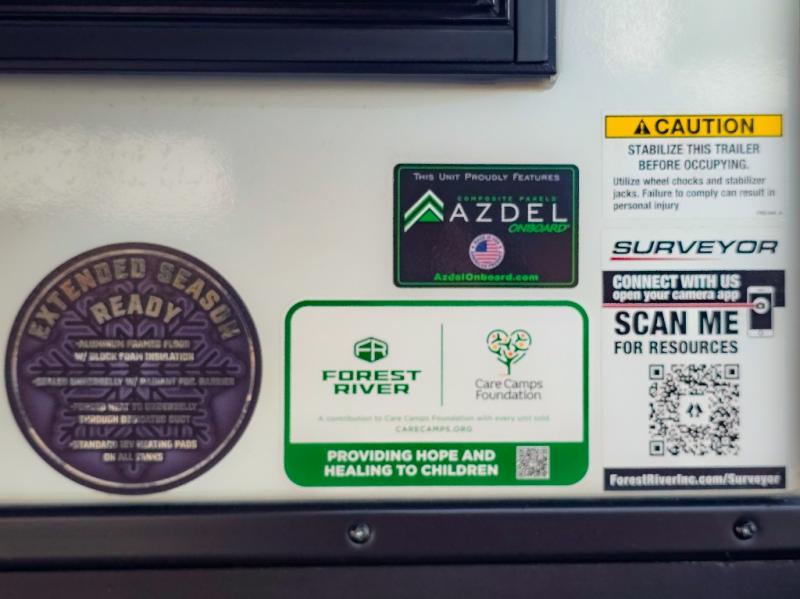 THIS UNIT PROUDLY FEATURES
COMPOSITE PANELS
AZDEL
ONBOARD
AzdelOnboard.com
CAUTION
STABILIZE THIS TRAILER
BEFORE OCCUPYING.
Utilize wheel chocks and stabilizer
jacks. Failure to comply can result in
personal injury
SURVEYOR
CONNECT WITH US
open your camera app
SCAN ME
FOR RESOURCES
ForestRiverInc.com/Surveyor
EXTENDED SEASON
READY
-ALUMINUM FRAMED FLOOR
W/ BLOCK FOAM INSULATION
-SEALED UNDERBELLY W/ RADIANT FOIL BARRIER
-FORCED HEAT TO UNDERBELLY
THROUGH DEDICATED DUCT
-STANDARD 12V HEATING PADS
ON ALL TANKS
FR
FOREST
RIVER
Care Camps
Foundation
A contribution to Care Camps Foundation with every unit sold.
CARECAMPS.ORG
PROVIDING HOPE AND
HEALING TO CHILDREN